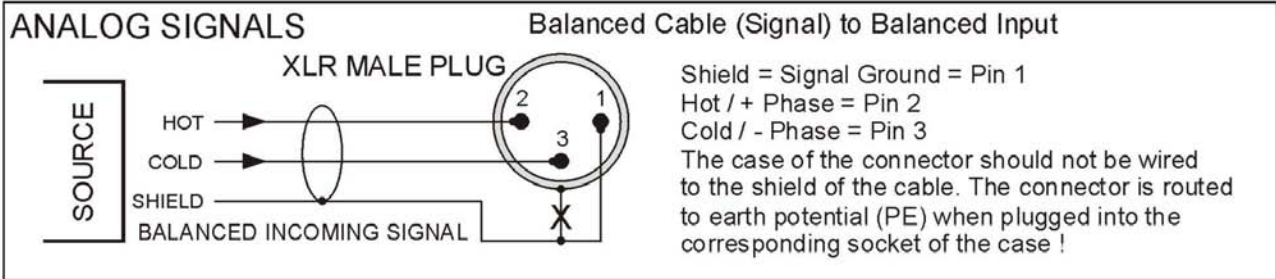 ANALOG SIGNALS
Balanced Cable (Signal) to Balanced Input
XLR MALE PLUG
SOURCE
HOT
COLD
SHIELD
BALANCED INCOMING SIGNAL
2
1
3
X
Shield = Signal Ground = Pin 1
Hot / + Phase = Pin 2
Cold / - Phase = Pin 3
The case of the connector should not be wired
to the shield of the cable. The connector is routed
to earth potential (PE) when plugged into the
corresponding socket of the case !